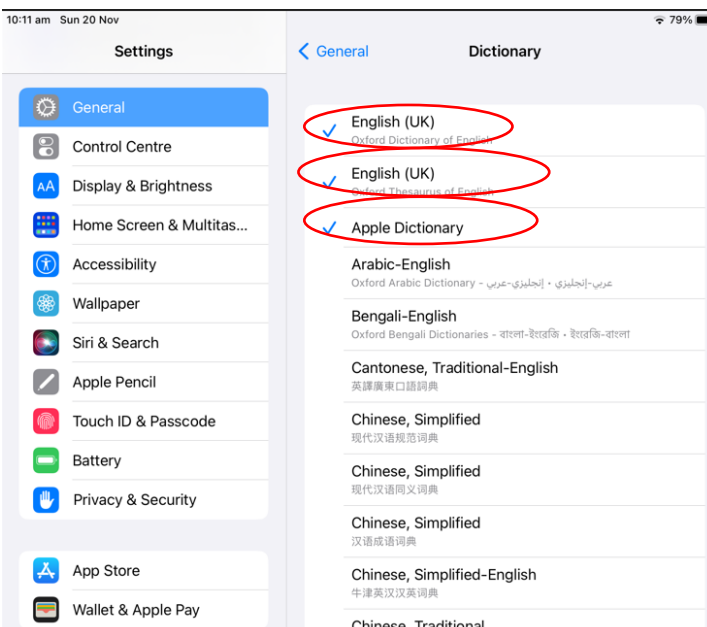 10:11 am Sun 20 Nov
79%
Settings
General
Control Centre
AA Display & Brightness
Home Screen & Multitas...
Accessibility
Wallpaper
Siri & Search
Apple Pencil
Touch ID & Passcode
Battery
Privacy & Security
App Store
Wallet & Apple Pay
General
Dictionary
English (UK)
Oxford Dictionary of English
English (UK)
Oxford Thesaurus of English
Apple Dictionary
Arabic-English
Oxford Arabic Dictionary - عربي-إنجليزي • إنجليزي-عربي
Bengali-English
Oxford Bengali Dictionaries - বাংলা-ইংরেজি • ইংরেজি-বাংলা
Cantonese, Traditional-English
英譯廣東口語詞典
Chinese, Simplified
现代汉语规范词典
Chinese, Simplified
现代汉语同义词典
Chinese, Simplified
汉语成语词典
Chinese, Simplified-English
牛津英汉汉英词典
Chinese, Traditional